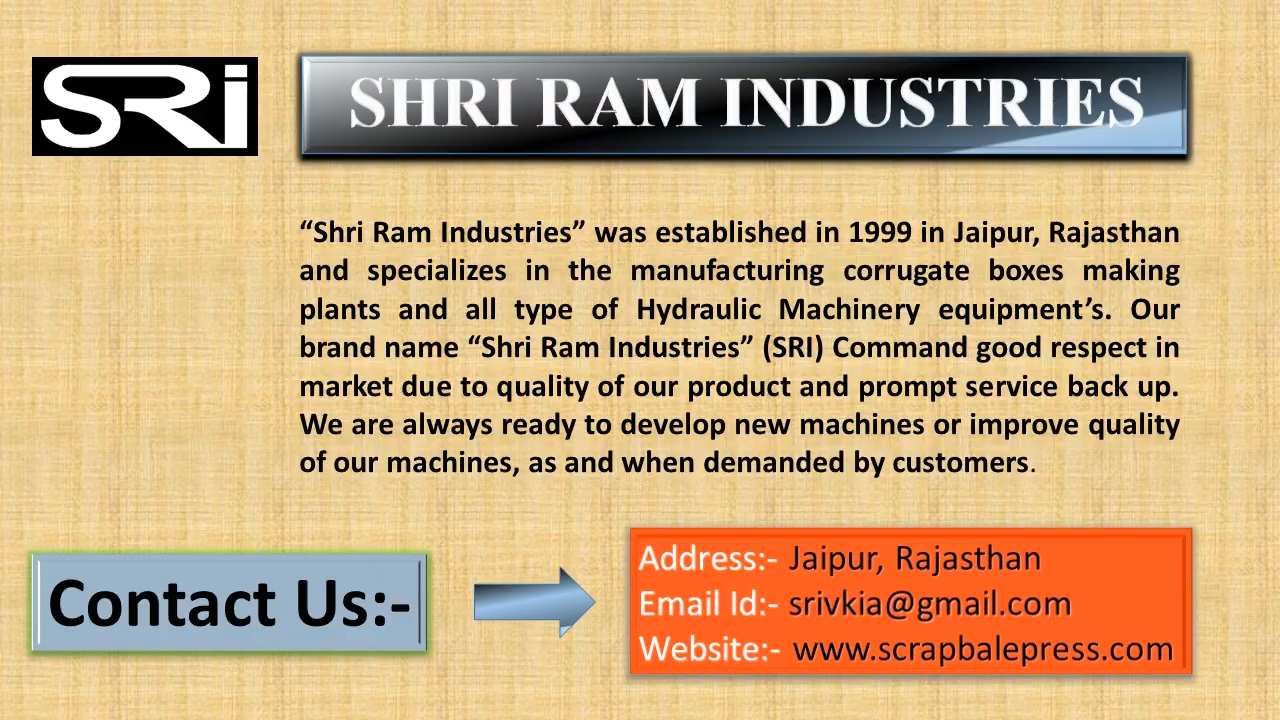 SRi
SHRI RAM INDUSTRIES
“Shri Ram Industries” was established in 1999 in Jaipur, Rajasthan
and specializes in the manufacturing corrugate boxes making
plants and all type of Hydraulic Machinery equipment’s. Our
brand name “Shri Ram Industries” (SRI) Command good respect in
market due to quality of our product and prompt service back up.
We are always ready to develop new machines or improve quality
of our machines, as and when demanded by customers.
Contact Us:-
Address:- Jaipur, Rajasthan
Email Id:- srivkia@gmail.com
Website:- www.scrapbalepress.com